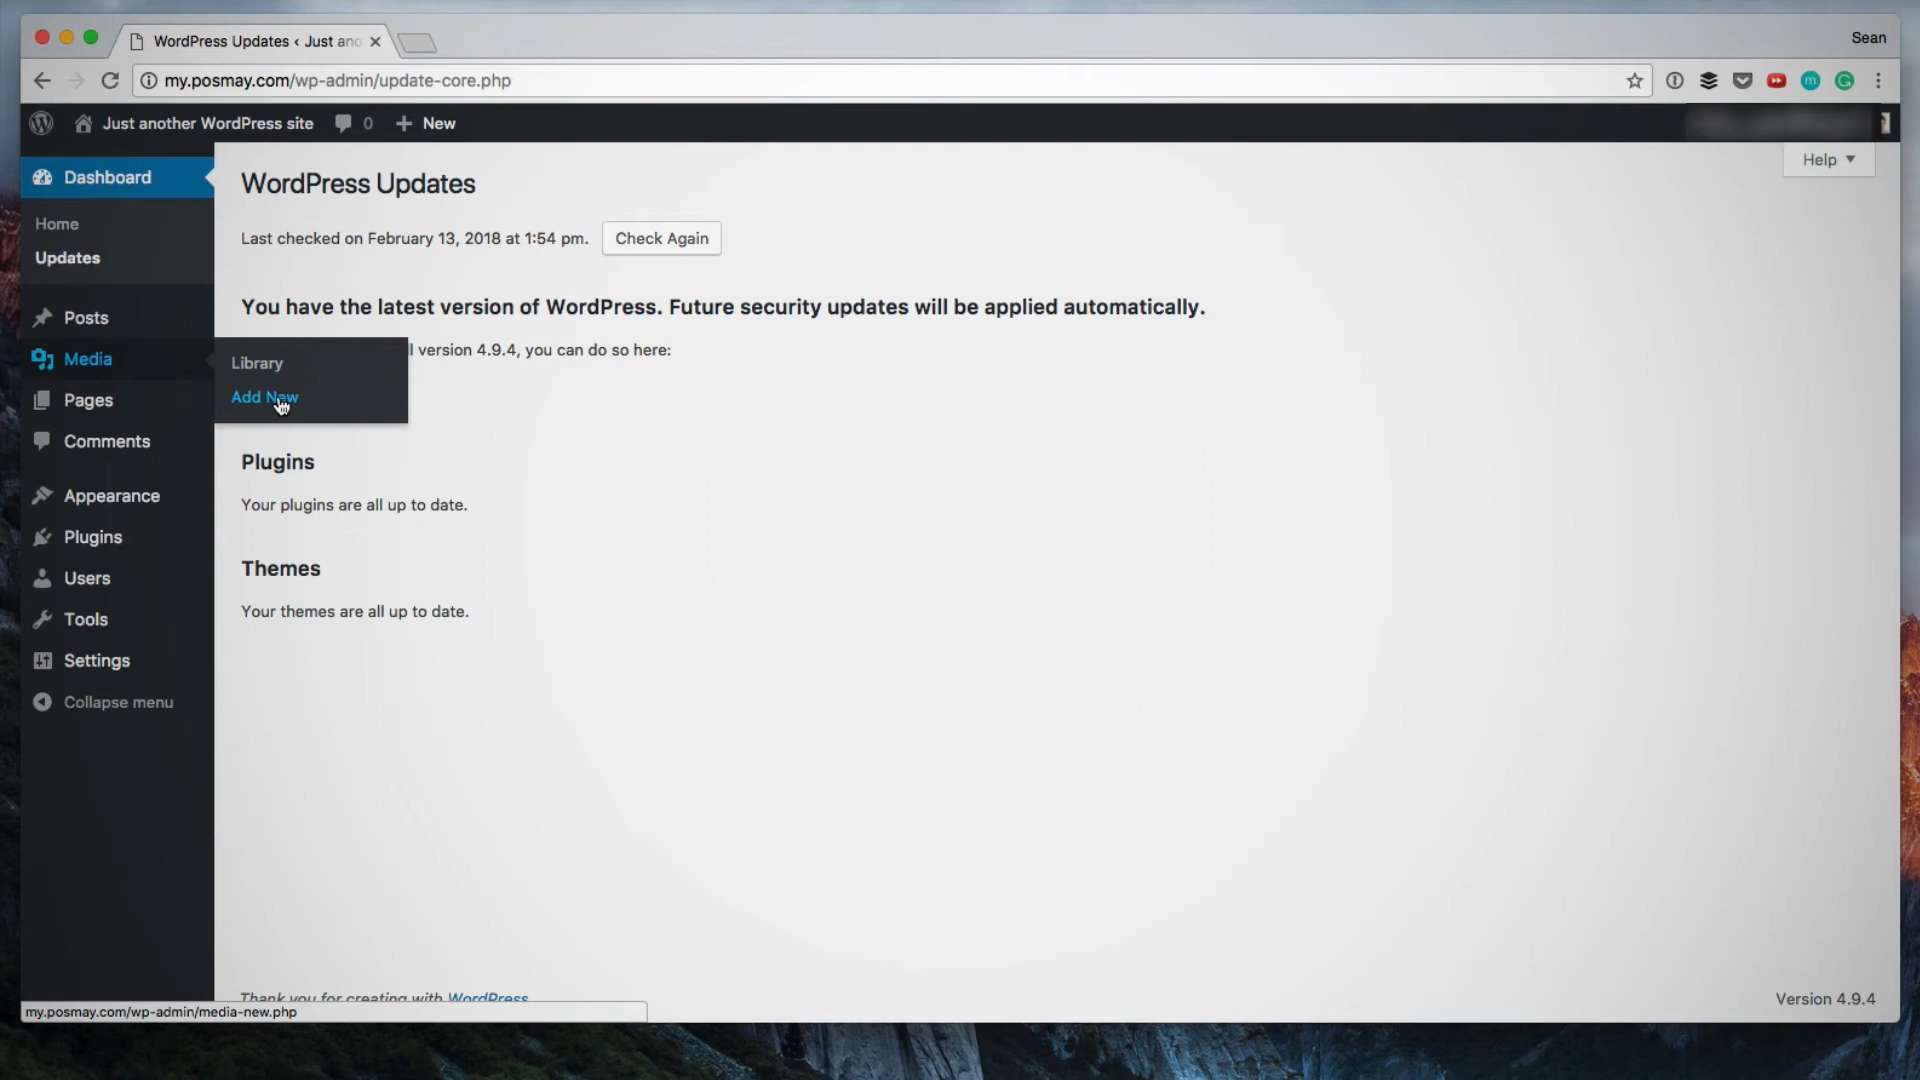 WordPress Updates ‹ Just ano
Sean
my.posmay.com/wp-admin/update-core.php
Just another WordPress site
0
New
Help
Dashboard
Home
Updates
Posts
Media
Library
Add New
Pages
Comments
Appearance
Plugins
Users
Tools
Settings
Collapse menu
WordPress Updates
Last checked on February 13, 2018 at 1:54 pm.
Check Again
You have the latest version of WordPress. Future security updates will be applied automatically.
version 4.9.4, you can do so here:
Plugins
Your plugins are all up to date.
Themes
Your themes are all up to date.
Thank you for creating with WordPress
Version 4.9.4
my.posmay.com/wp-admin/media-new.php